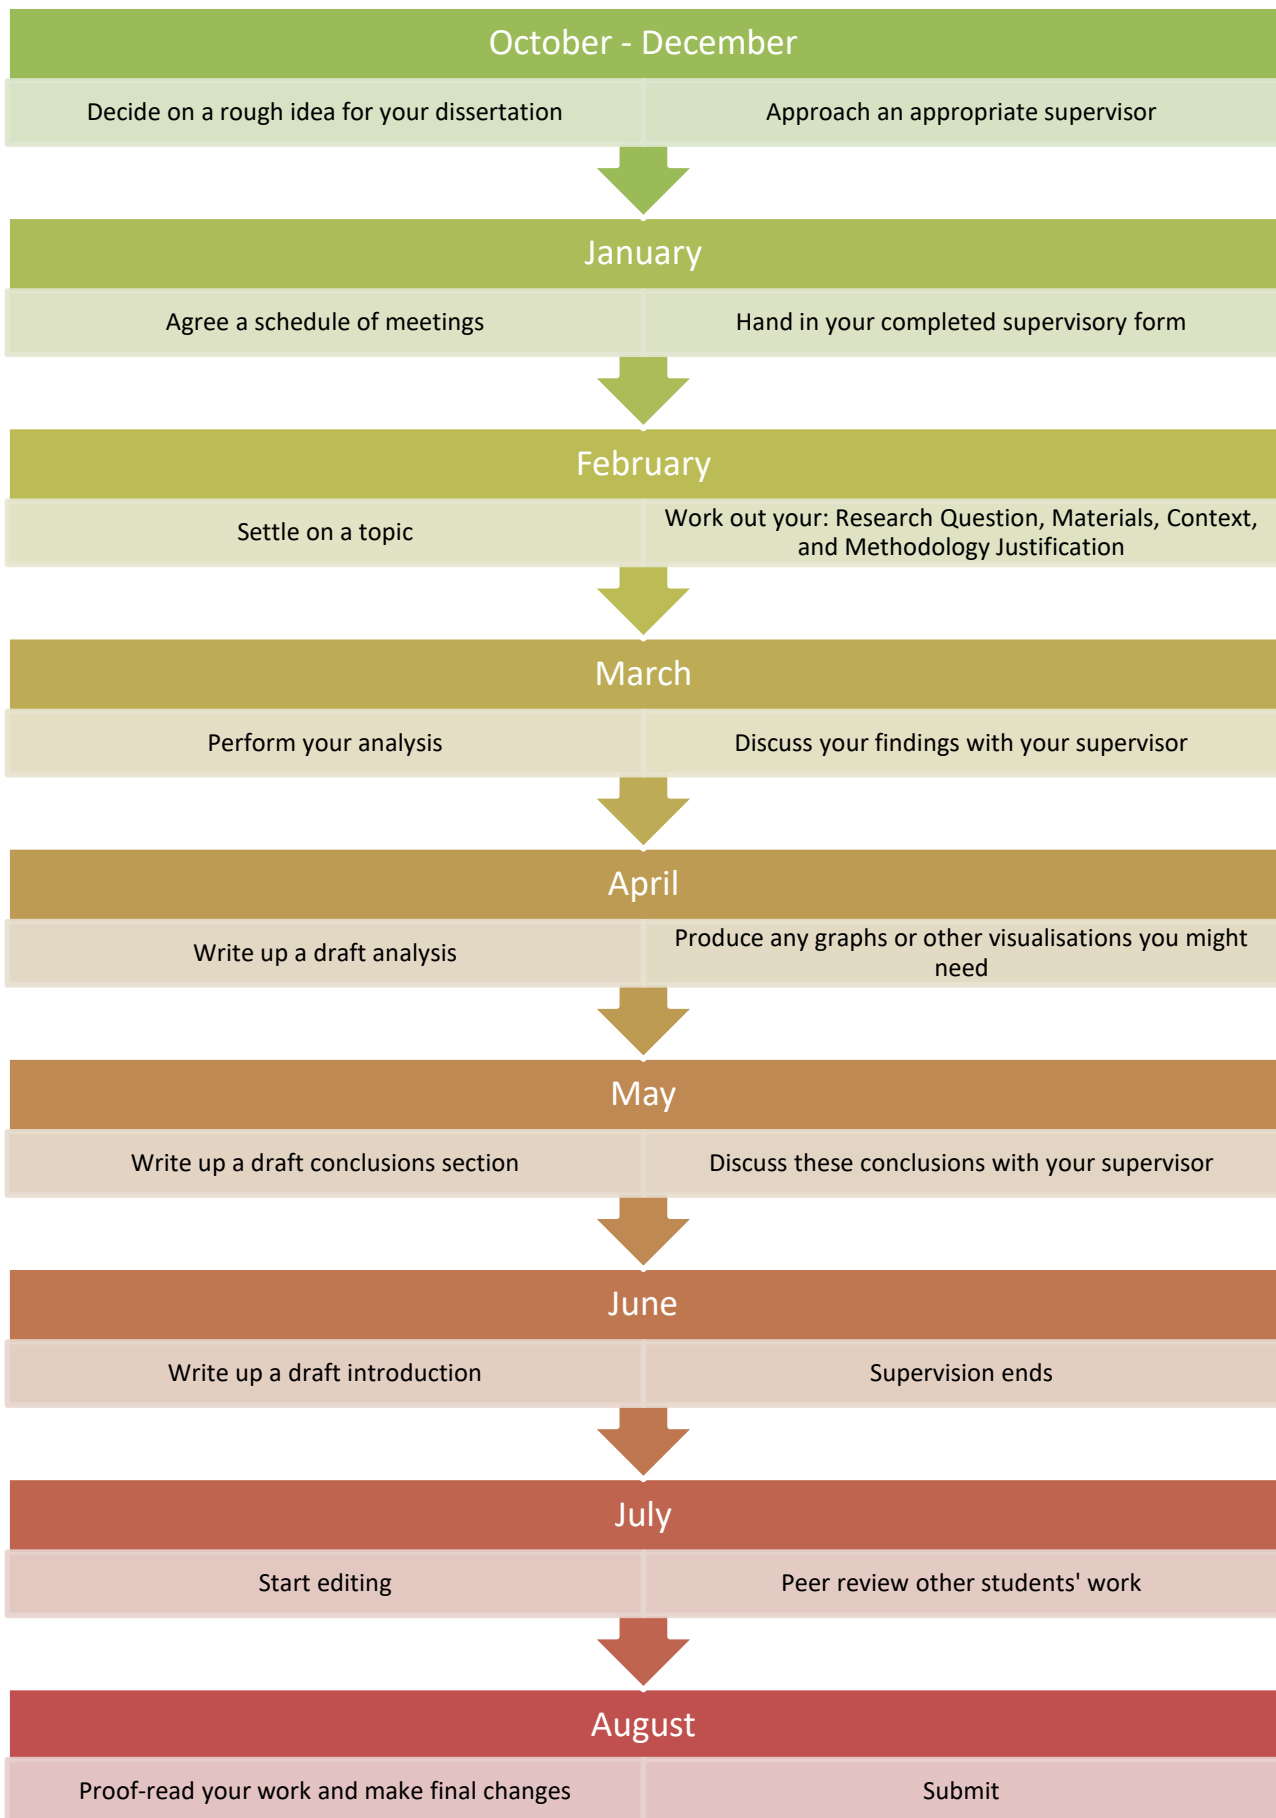 October - December
Decide on a rough idea for your dissertation
Approach an appropriate supervisor
January
Agree a schedule of meetings
Hand in your completed supervisory form
February
Settle on a topic
Work out your: Research Question, Materials, Context,
and Methodology Justification
March
Perform your analysis
Discuss your findings with your supervisor
April
Write up a draft analysis
Produce any graphs or other visualisations you might
need
May
Write up a draft conclusions section
Discuss these conclusions with your supervisor
June
Write up a draft introduction
Supervision ends
July
Start editing
Peer review other students' work
August
Proof-read your work and make final changes
Submit